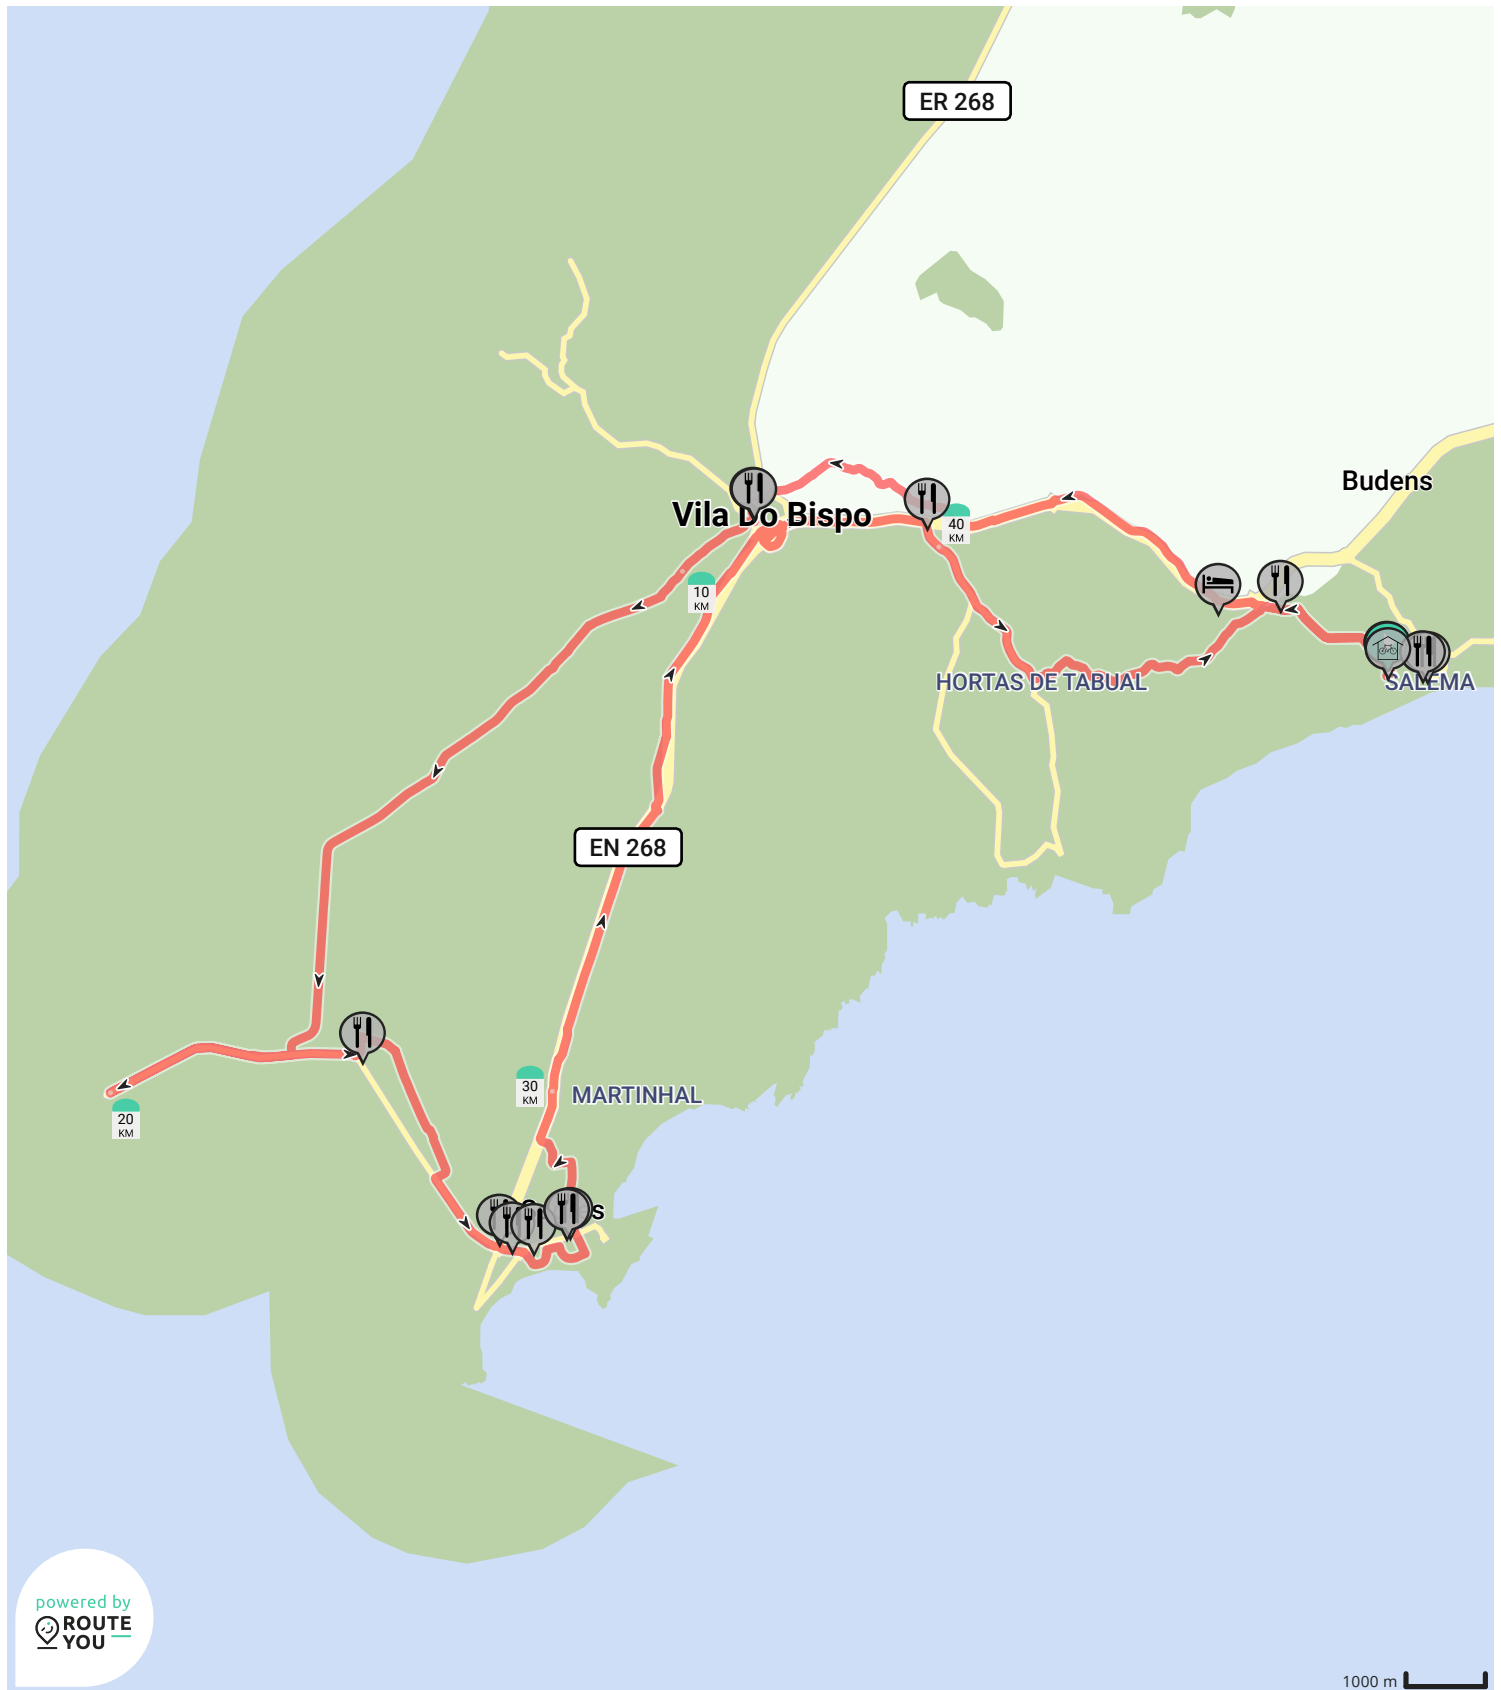 ER 268
Budens
Vila Do Bispo
40
KM
10
KM
HORTAS DE TABUAL
SALEMA
EN 268
30
KM
MARTINHAL
20
KM
powered by
ROUTE
YOU
1000 m